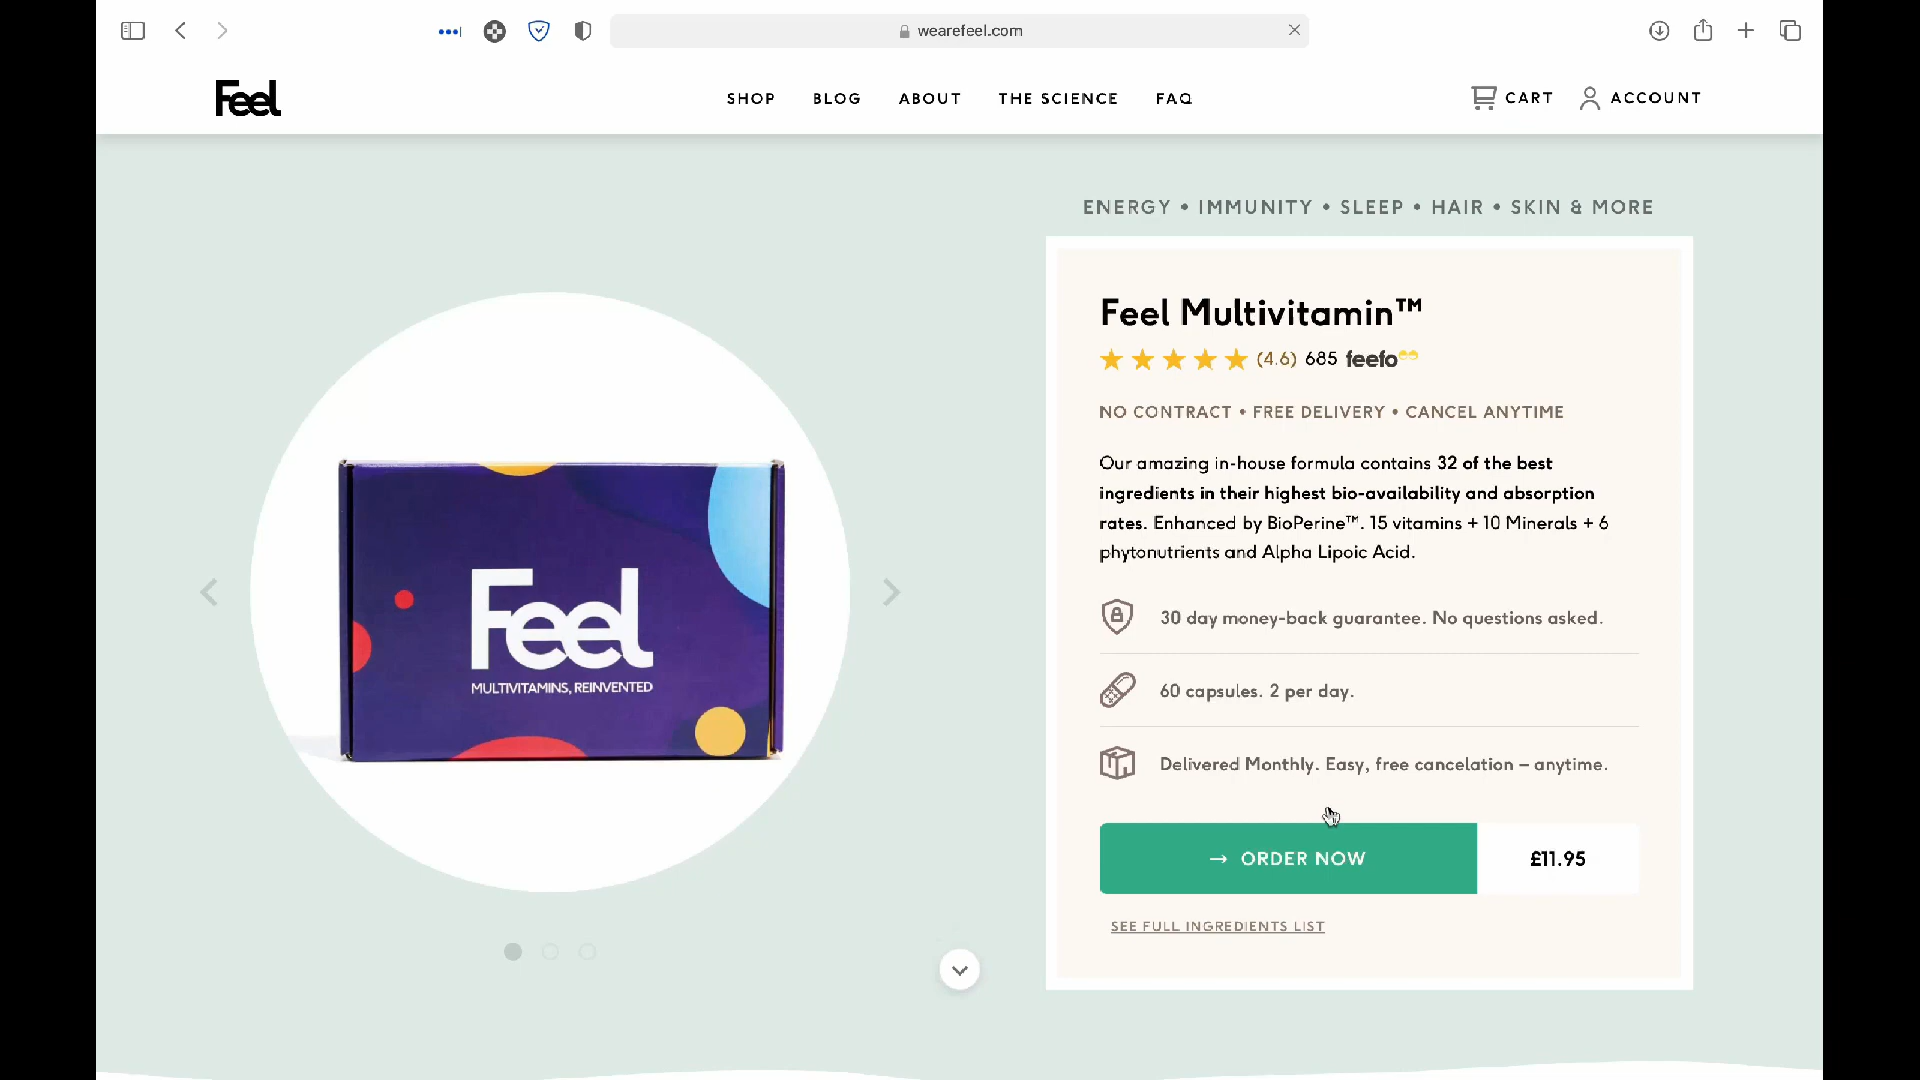 wearefeel.com
Feel
SHOP
BLOG
ABOUT
THE SCIENCE
FAQ
CART
ACCOUNT
ENERGY • IMMUNITY • SLEEP • HAIR • SKIN & MORE
Feel
MULTIVITAMINS, REINVENTED
Feel Multivitamin™
(4.6) 685 feefo
NO CONTRACT • FREE DELIVERY • CANCEL ANYTIME
Our amazing in-house formula contains 32 of the best
ingredients in their highest bio-availability and absorption
rates. Enhanced by BioPerine™. 15 vitamins + 10 Minerals + 6
phytonutrients and Alpha Lipoic Acid.
30 day money-back guarantee. No questions asked.
60 capsules. 2 per day.
Delivered Monthly. Easy, free cancelation – anytime.
→ ORDER NOW
£11.95
SEE FULL INGREDIENTS LIST